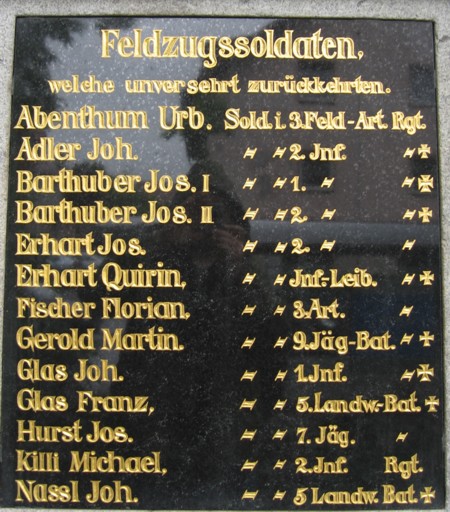 Feldzugssoldaten,
welche unversehrt zurückkehrten.
Abenthum Urb. Sold. i. 3. Feld-Art. Rgt.
Adler Joh.〃 〃 2. Jnf. 〃 ✠
Barthuber Jos. I 〃 〃 1. 〃 〃 ✠
Barthuber Jos. II 〃 〃 2. 〃 〃 ✠
Erhart Jos. 〃 〃 2. 〃 〃
Erhart Quirin, 〃 〃 Jnf.-Leib. 〃 ✠
Fischer Florian, 〃 〃 3. Art. 〃
Gerold Martin. 〃 〃 9. Jäg-Bat. 〃 ✠
Glas Joh. 〃 〃 1. Jnf. 〃 ✠
Glas Franz, 〃 〃 5. Landw-Bat. ✠
Hurst Jos. 〃 〃 7. Jäg. 〃
Killi Michael, 〃 〃 2. Jnf. Rgt.
Nassl Joh. 〃 〃 5 Landw. Bat. ✠